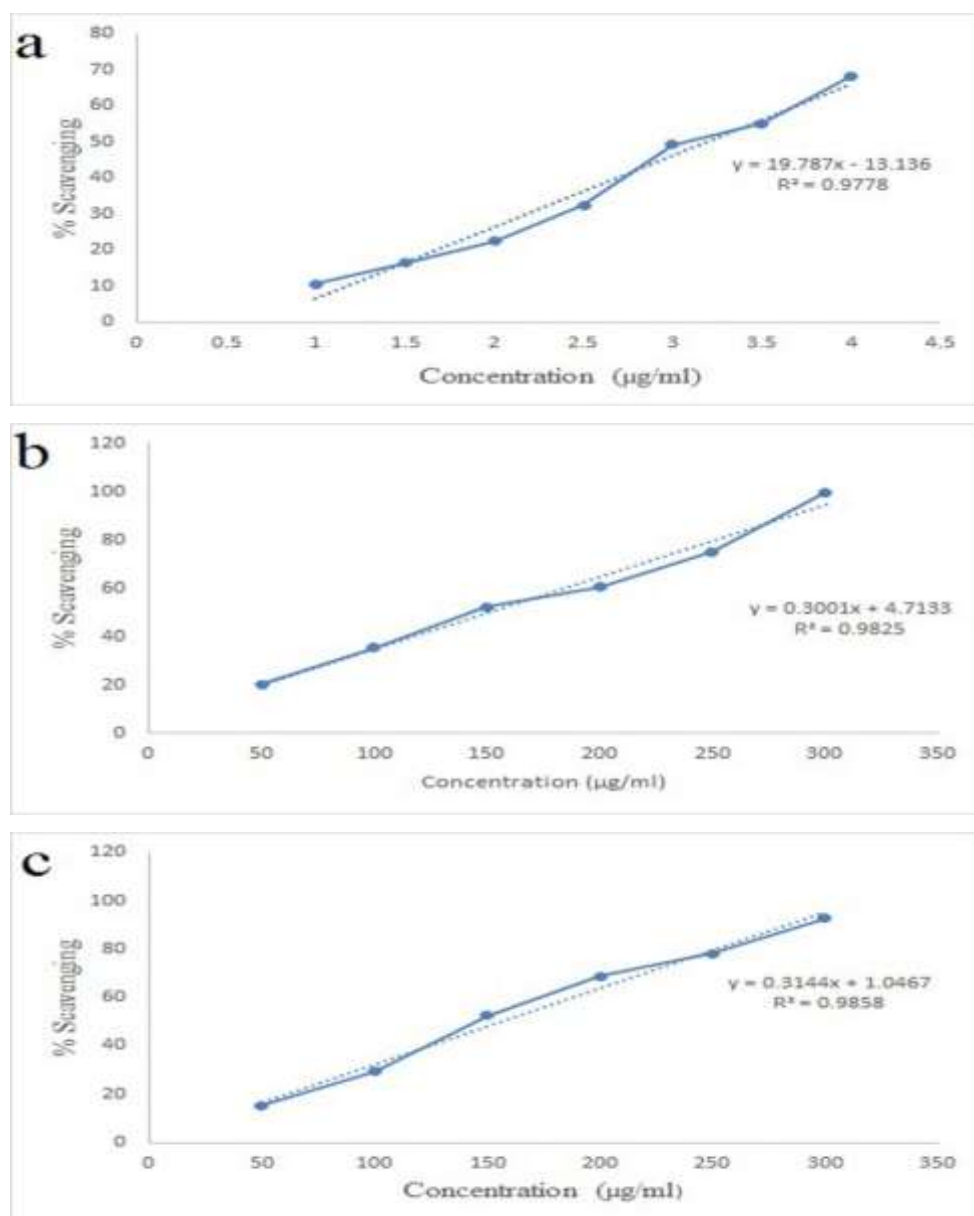 a
80
70
60
50
40
30
20
10
0
% Scavenging
y = 19.787x - 13.136
R² = 0.9778
0 0.5 1 1.5 2 2.5 3 3.5 4 4.5
Concentration (µg/ml)
b
120
100
80
60
40
20
0
% Scavenging
y = 0.3001x + 4.7133
R² = 0.9825
0 50 100 150 200 250 300 350
Concentration (µg/ml)
c
120
100
80
60
40
20
0
% Scavenging
y = 0.3144x + 1.0467
R² = 0.9858
0 50 100 150 200 250 300 350
Concentration (µg/ml)